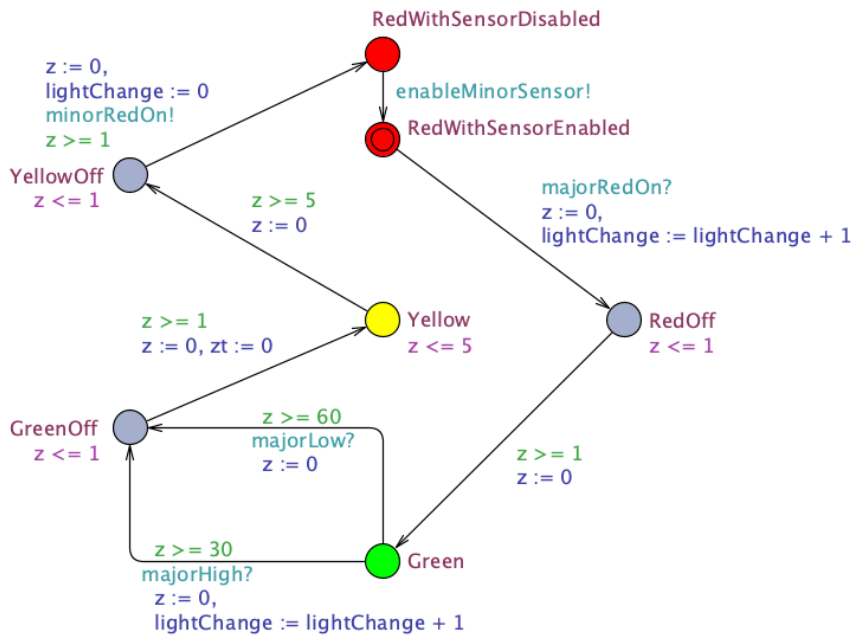 RedWithSensorDisabled
z := 0,
lightChange := 0
minorRedOn!
z >= 1
enableMinorSensor!
RedWithSensorEnabled
YellowOff
z <= 1
z >= 5
z := 0
majorRedOn?
z := 0,
lightChange := lightChange + 1
z >= 1
z := 0, zt := 0
Yellow
z <= 5
RedOff
z <= 1
GreenOff
z <= 1
z >= 60
majorLow?
z := 0
z >= 1
z := 0
z >= 30
majorHigh?
z := 0,
lightChange := lightChange + 1
Green